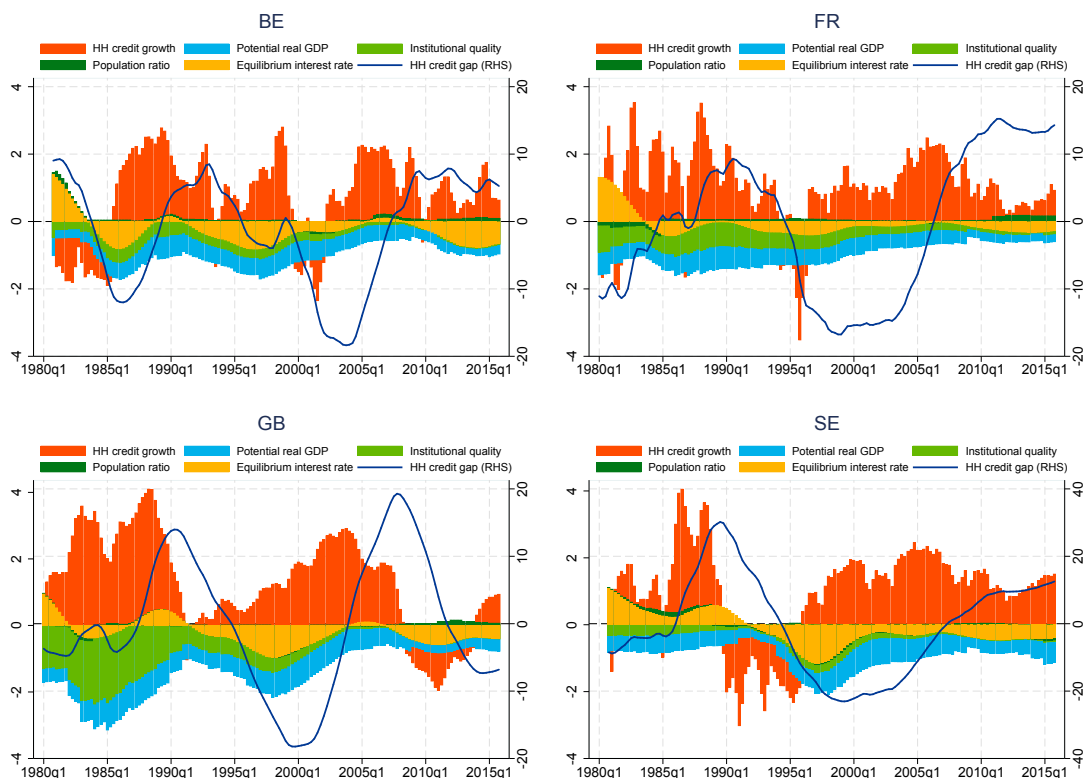 BE
HH credit growth Potential real GDP Institutional quality
Population ratio Equilibrium interest rate HH credit gap (RHS)
4 20
2 10
0 0
-2 -10
-4 -20
1980q1 1985q1 1990q1 1995q1 2000q1 2005q1 2010q1 2015q1
FR
HH credit growth Potential real GDP Institutional quality
Population ratio Equilibrium interest rate HH credit gap (RHS)
4 20
2 10
0 0
-2 -10
-4 -20
1980q1 1985q1 1990q1 1995q1 2000q1 2005q1 2010q1 2015q1
GB
HH credit growth Potential real GDP Institutional quality
Population ratio Equilibrium interest rate HH credit gap (RHS)
4 20
2 10
0 0
-2 -10
-4 -20
1980q1 1985q1 1990q1 1995q1 2000q1 2005q1 2010q1 2015q1
SE
HH credit growth Potential real GDP Institutional quality
Population ratio Equilibrium interest rate HH credit gap (RHS)
4 40
2 20
0 0
-2 -20
-4 -40
1980q1 1985q1 1990q1 1995q1 2000q1 2005q1 2010q1 2015q1